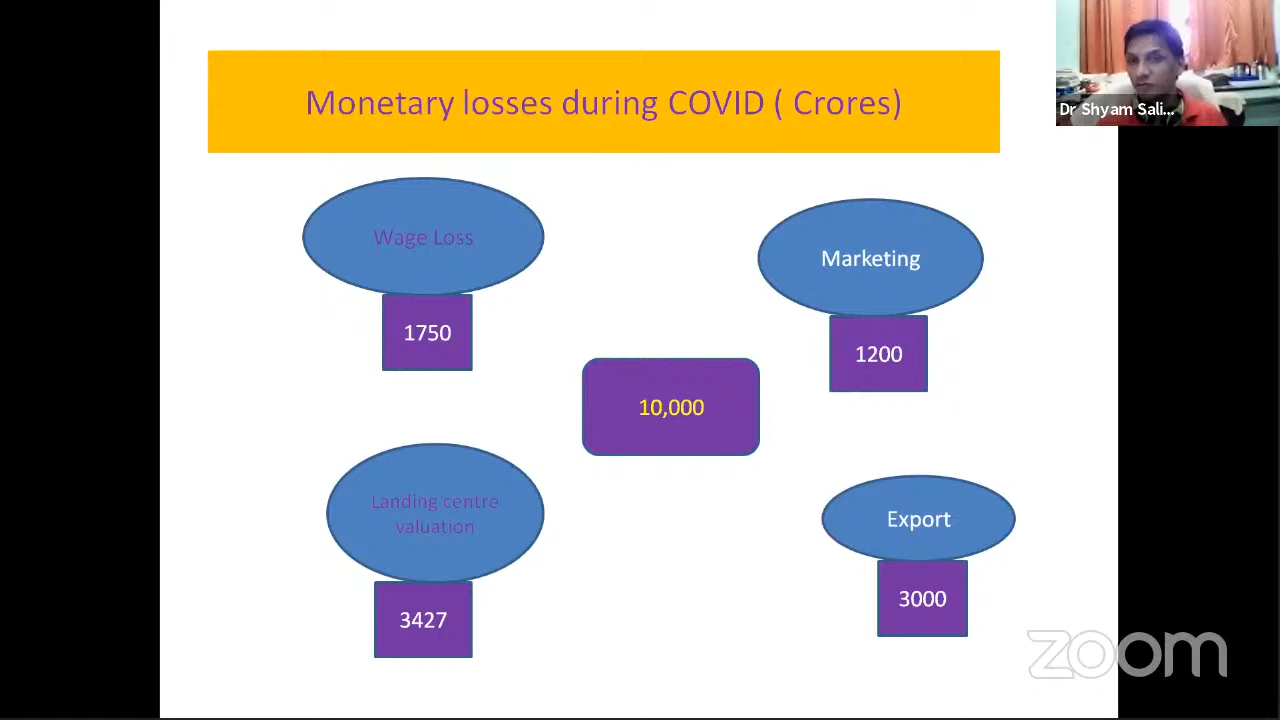 Monetary losses during COVID ( Crores)
Dr Shyam Sali...
Wage Loss
1750
Marketing
1200
10,000
Landing centre
valuation
3427
Export
3000
zoom